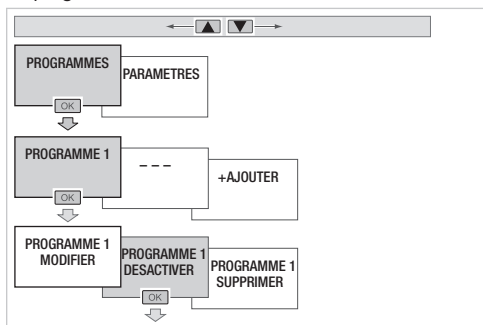 PROGRAMMES
PARAMETRES
OK
PROGRAMME 1
– – –
+AJOUTER
OK
PROGRAMME 1
MODIFIER
PROGRAMME 1
DESACTIVER
PROGRAMME 1
SUPPRIMER
OK